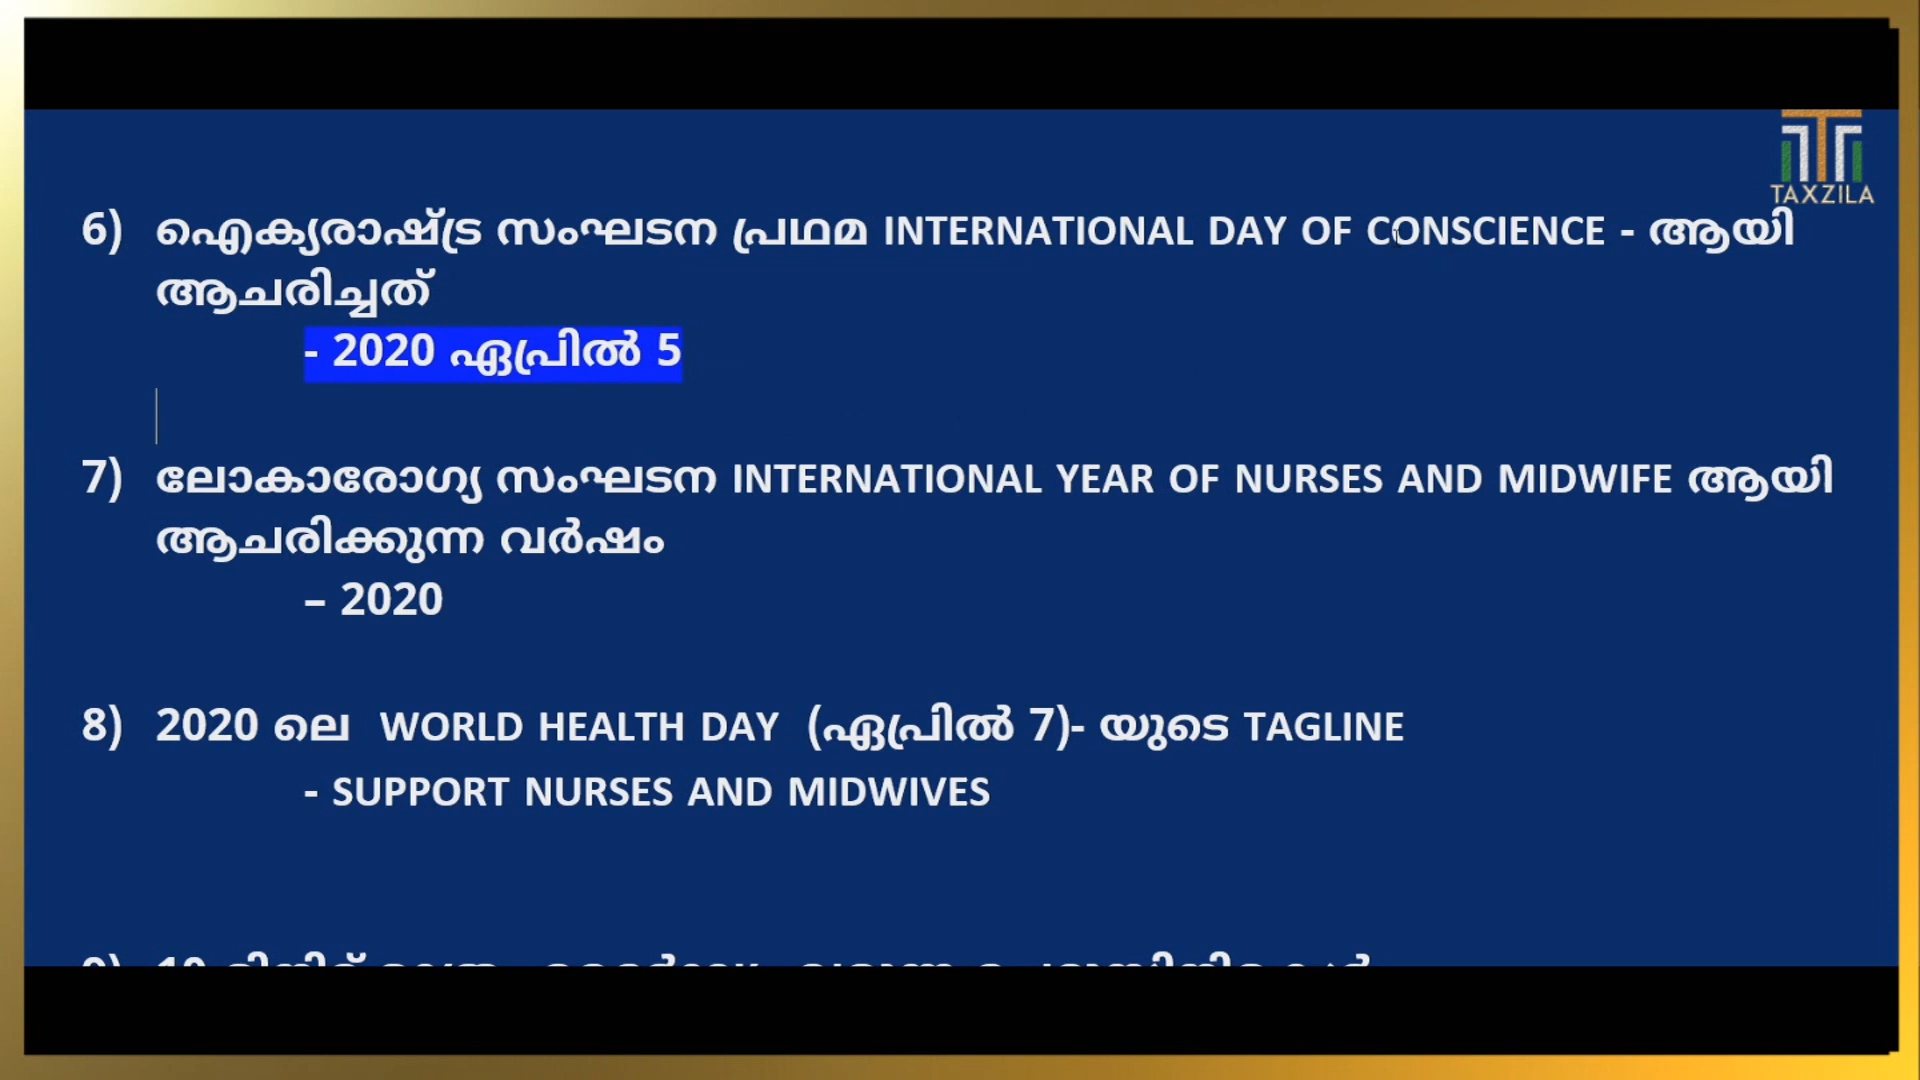 TAXZILA
6) ഐക്യരാഷ്ട്ര സംഘടന പ്രഥമ INTERNATIONAL DAY OF CONSCIENCE - ആയി
ആചരിച്ചത്
- 2020 ഏപ്രിൽ 5
7) ലോകാരോഗ്യ സംഘടന INTERNATIONAL YEAR OF NURSES AND MIDWIFE ആയി
ആചരിക്കുന്ന വർഷം
– 2020
8) 2020 ലെ WORLD HEALTH DAY (ഏപ്രിൽ 7)- യുടെ TAGLINE
- SUPPORT NURSES AND MIDWIVES